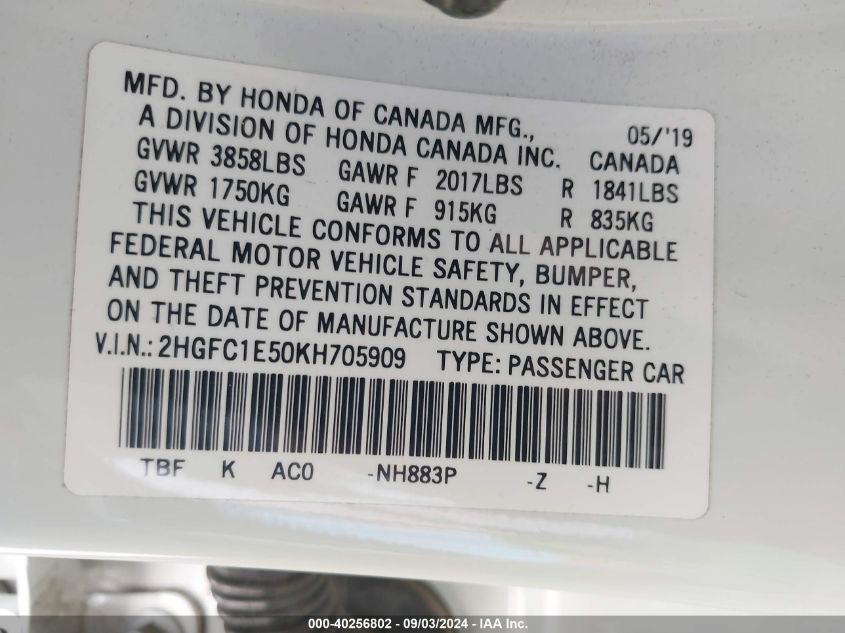 MFD. BY HONDA OF CANADA MFG., 05/'19
A DIVISION OF HONDA CANADA INC. CANADA
GVWR 3858LBS GAWR F 2017LBS R 1841LBS
GVWR 1750KG GAWR F 915KG R 835KG
THIS VEHICLE CONFORMS TO ALL APPLICABLE
FEDERAL MOTOR VEHICLE SAFETY, BUMPER,
AND THEFT PREVENTION STANDARDS IN EFFECT
ON THE DATE OF MANUFACTURE SHOWN ABOVE.
V.I.N.: 2HGFC1E50KH705909 TYPE: PASSENGER CAR
TBF K AC0 -NH883P -Z -H
000-40256802 - 09/03/2024 - IAA Inc.